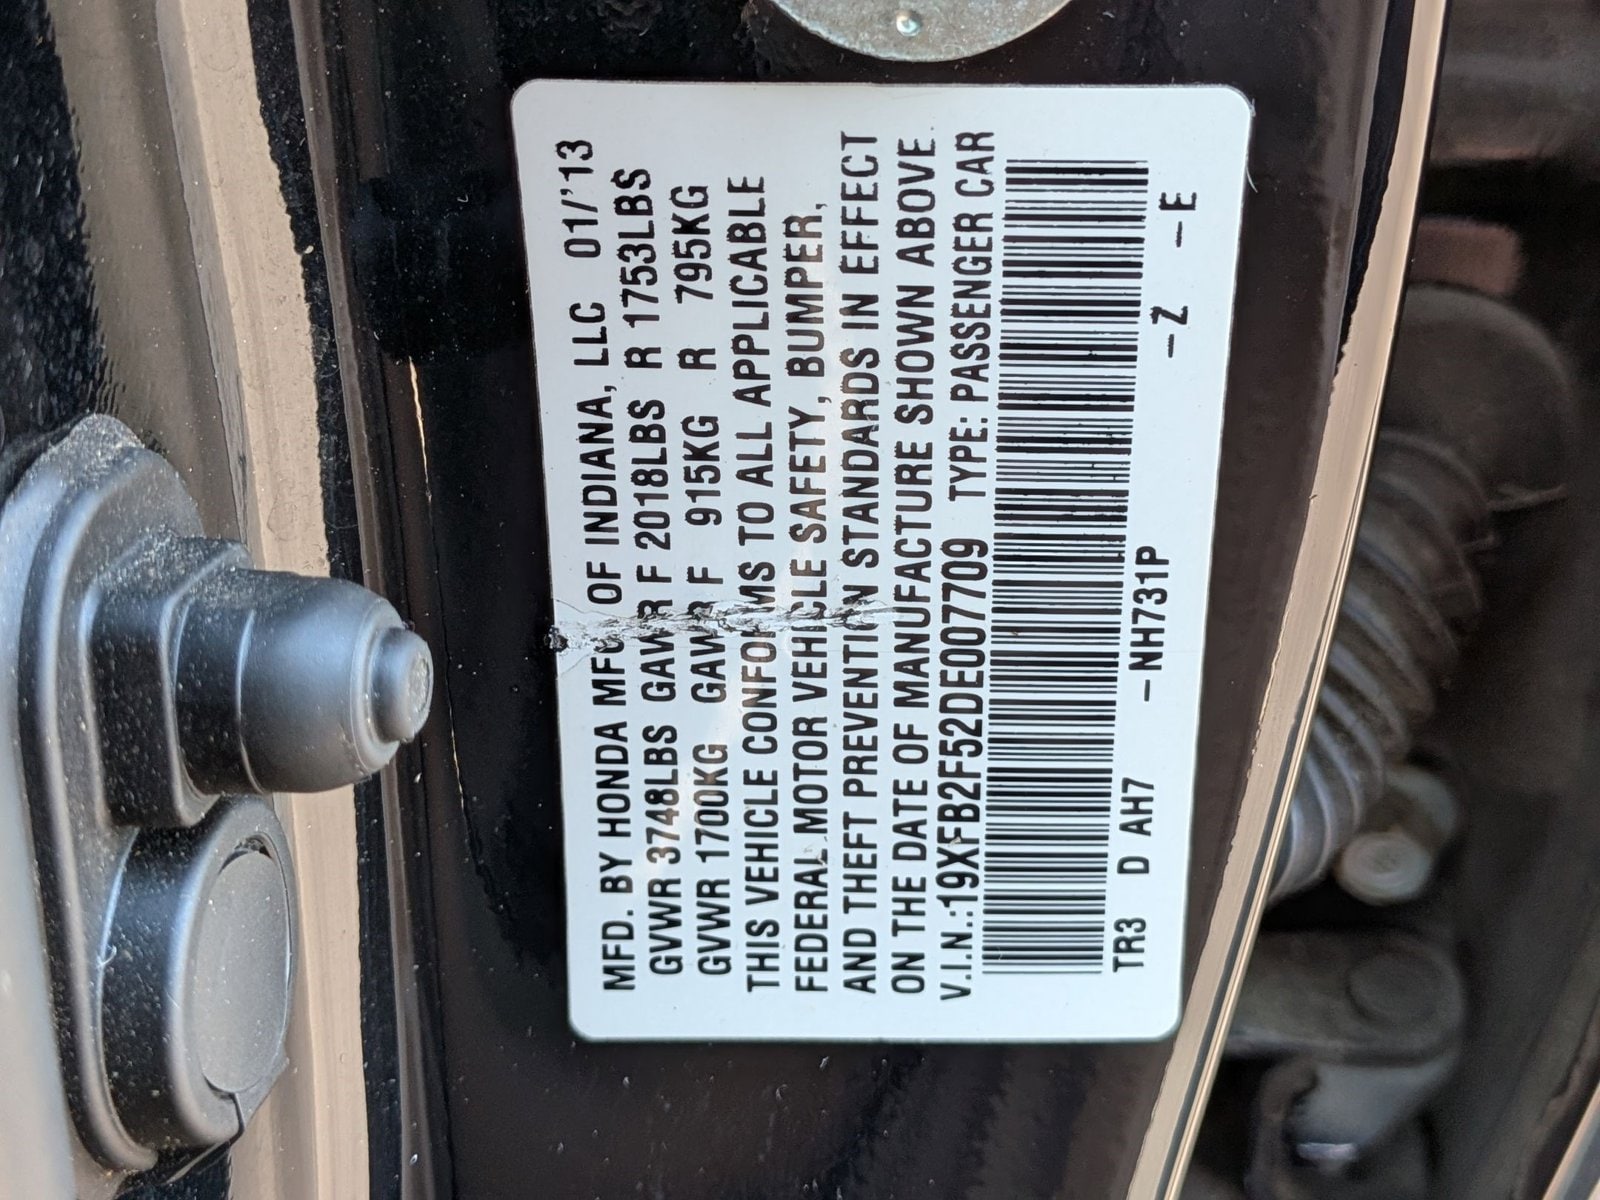 MFD. BY HONDA MFG OF INDIANA, LLC 01/'13
GVWR 3748LBS GAWR F 2018LBS R 1753LBS
GVWR 1700KG GAWR F 915KG R 795KG
THIS VEHICLE CONFORMS TO ALL APPLICABLE
FEDERAL MOTOR VEHICLE SAFETY, BUMPER,
AND THEFT PREVENTION STANDARDS IN EFFECT
ON THE DATE OF MANUFACTURE SHOWN ABOVE.
V.I.N.:19XFB2F52DE007709 TYPE: PASSENGER CAR
TR3 D AH7 –NH731P –Z –E